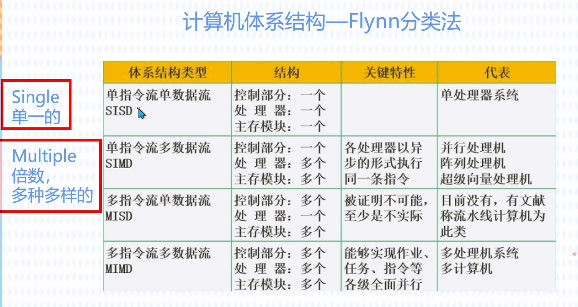 计算机体系结构—Flynn分类法
Single
单一的
Multiple
倍数，
多种多样的
体系结构类型 结构 关键特性 代表
单指令流单数据流
SISD
控制部分：一个
处 理 器：一个
主存模块：一个
单处理器系统
单指令流多数据流
SIMD
控制部分：一个
处 理 器：多个
主存模块：多个
各处理器以异
步的形式执行
同一条指令
并行处理机
阵列处理机
超级向量处理机
多指令流单数据流
MISD
控制部分：多个
处 理 器：一个
主存模块：多个
被证明不可能，
至少是不实际
目前没有，有文献
称流水线计算机为
此类
多指令流多数据流
MIMD
控制部分：多个
处 理 器：多个
主存模块：多个
能够实现作业、
任务、指令等
各级全面并行
多处理机系统
多计算机